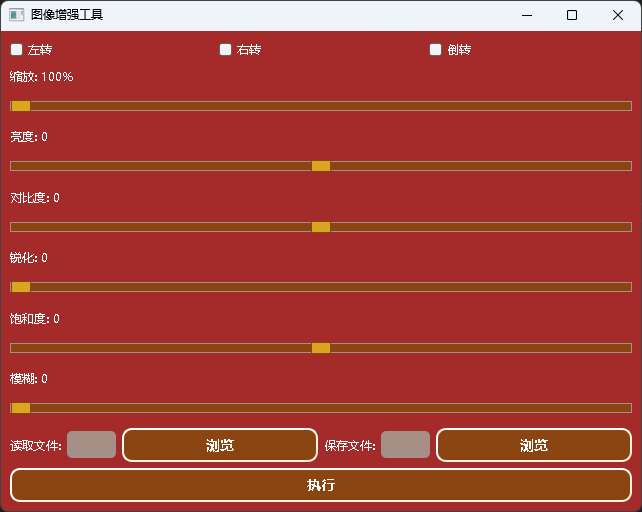 图像增强工具
左转 右转 倒转
缩放: 100%
亮度: 0
对比度: 0
锐化: 0
饱和度: 0
模糊: 0
读取文件: 浏览 保存文件: 浏览
执行